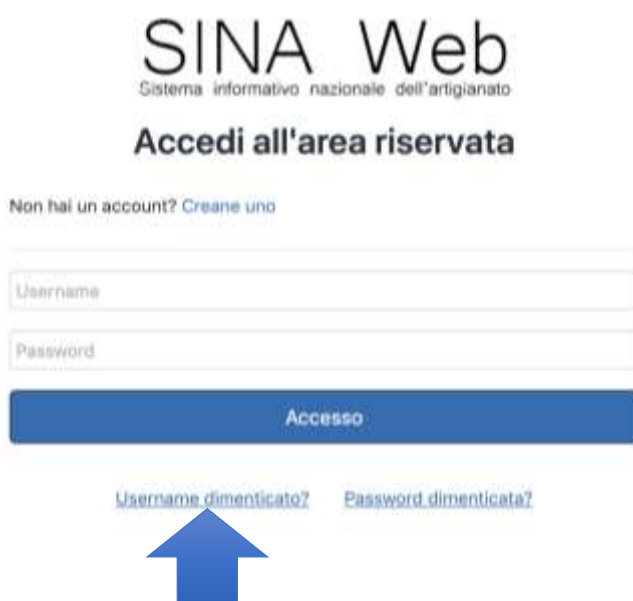 SINA Web
Sistema informativo nazionale dell'artigianato
Accedi all'area riservata
Non hai un account? Creane uno
Username
Password
Accesso
Username dimenticato? Password dimenticata?